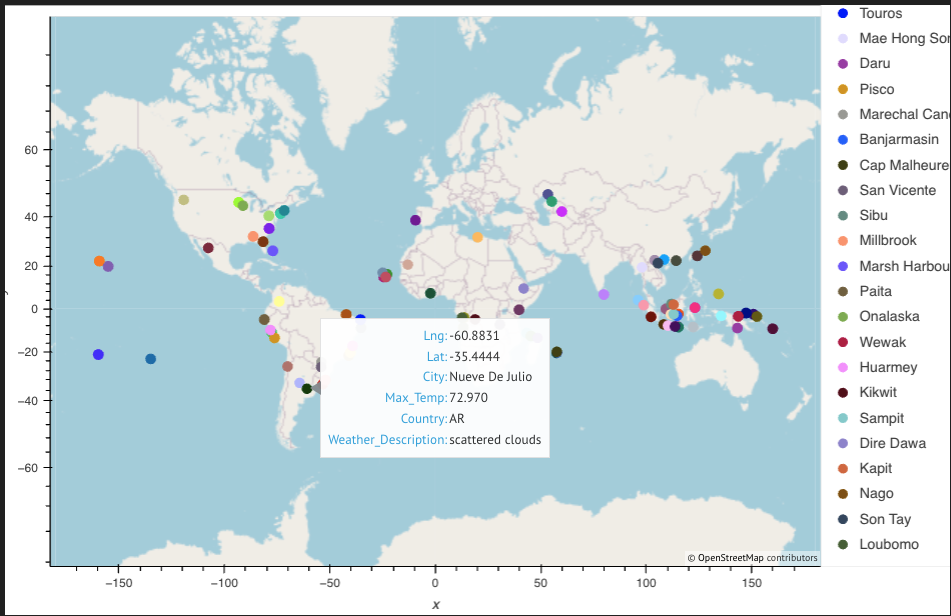 Touros
Mae Hong Son
Daru
Pisco
Marechal Can
Banjarmasin
Cap Malheure
San Vicente
Sibu
Millbrook
Marsh Harbou
Paita
Onalaska
Wewak
Huarmey
Kikwit
Sampit
Dire Dawa
Kapit
Nago
Son Tay
Loubomo
60
40
20
0
−20
−40
−60
Lng: -60.8831
Lat: -35.4444
City: Nueve De Julio
Max_Temp: 72.970
Country: AR
Weather_Description: scattered clouds
© OpenStreetMap contributors
−150
−100
−50
0
50
100
150
x